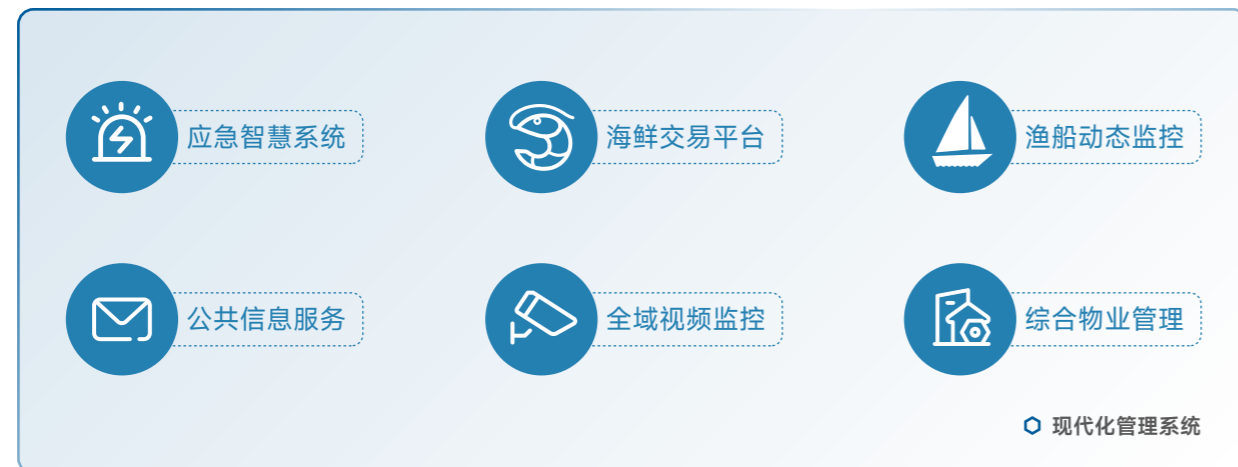 应急智慧系统
海鲜交易平台
渔船动态监控
公共信息服务
全域视频监控
综合物业管理
现代化管理系统